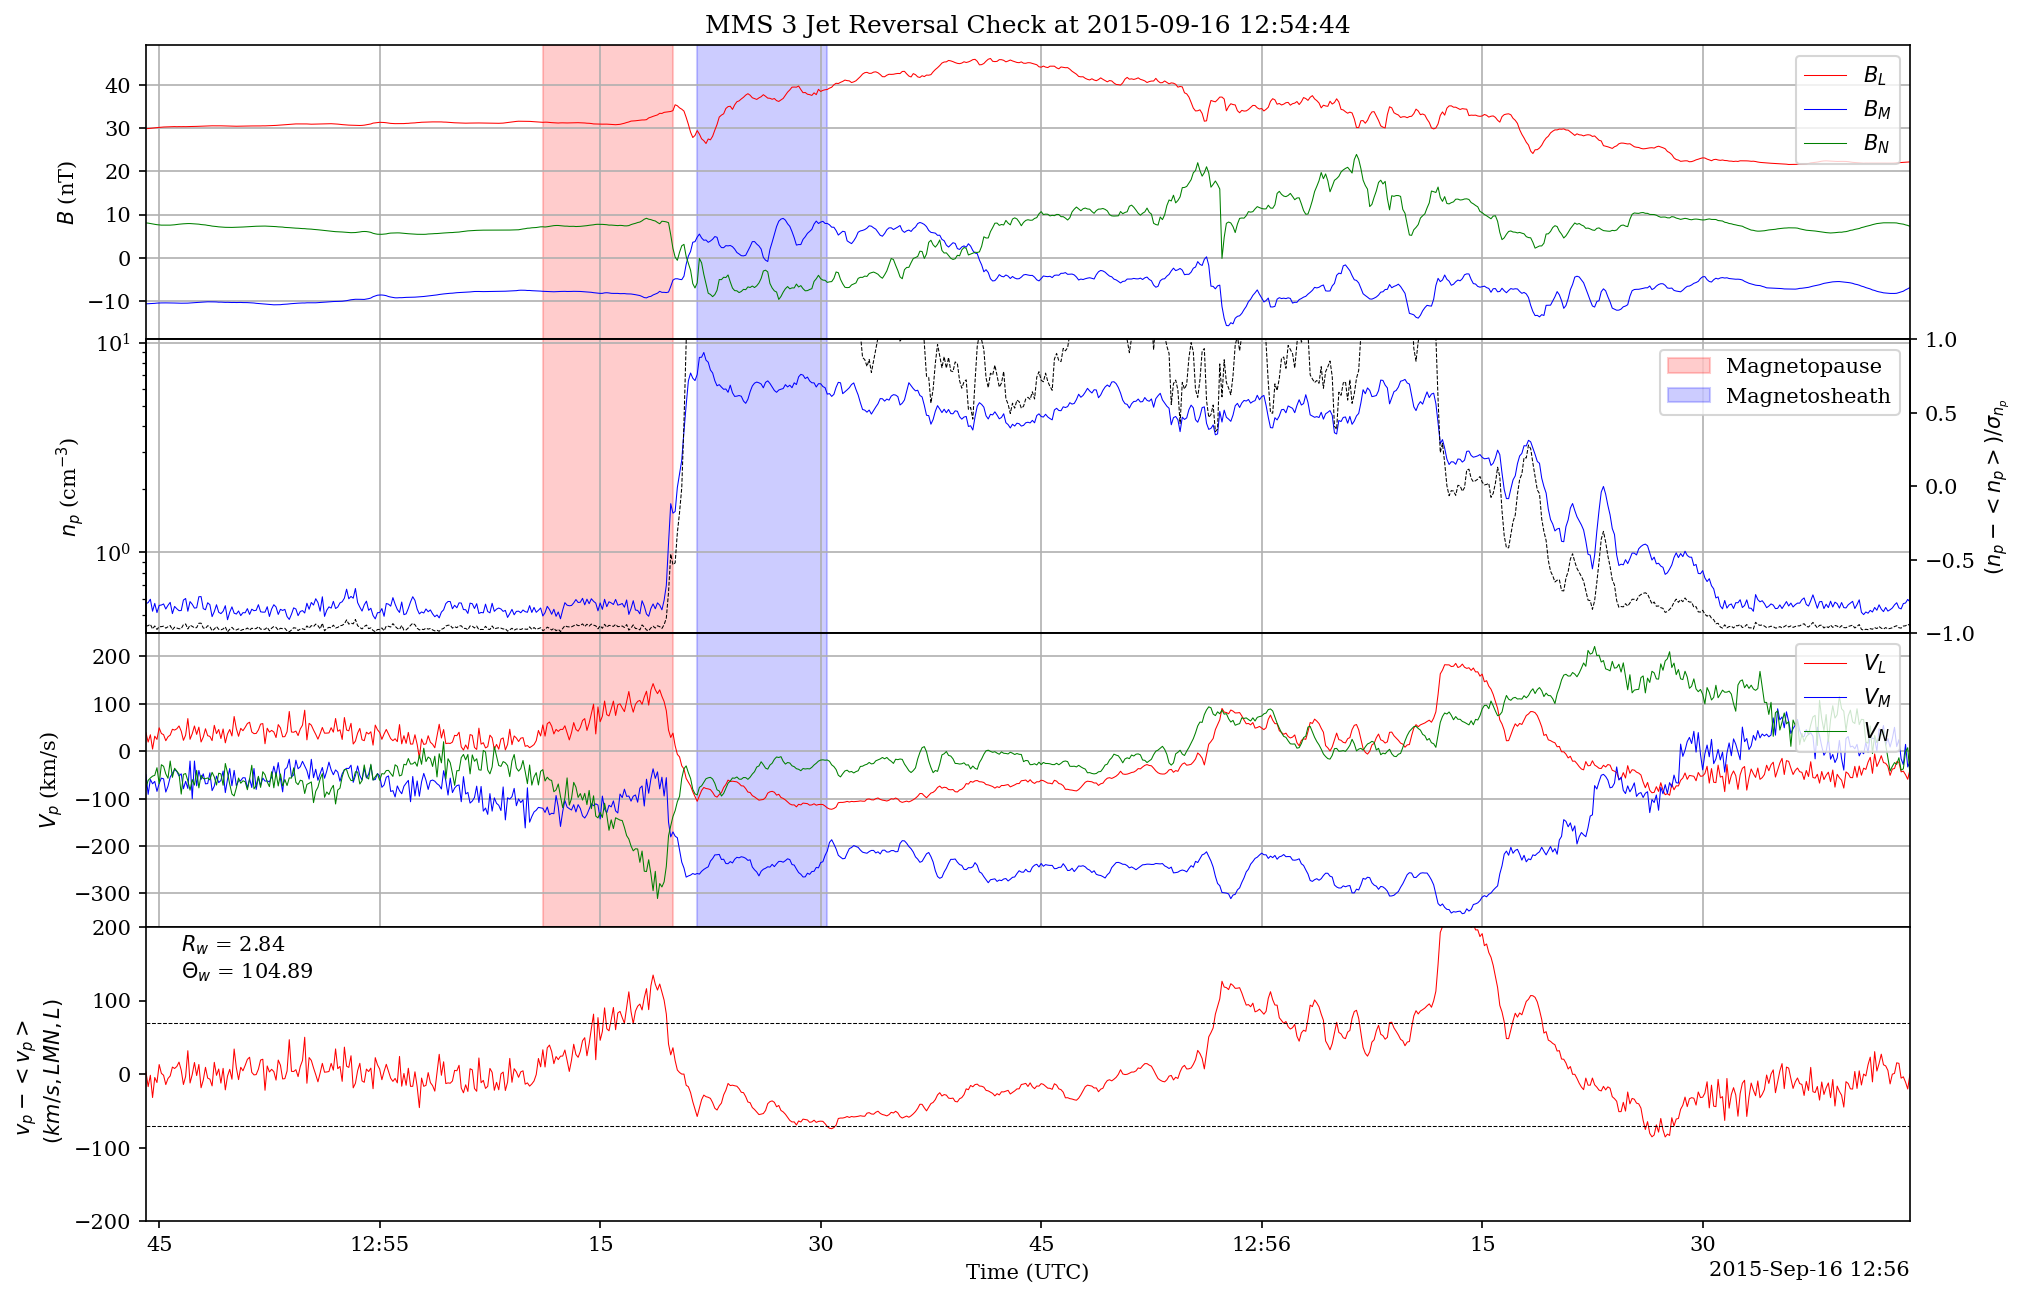 MMS 3 Jet Reversal Check at 2015-09-16 12:54:44
B (nT)
40
30
20
10
0
−10
B_L
B_M
B_N
n_p (cm^{−3})
10^1
10^0
Magnetopause
Magnetosheath
1.0
0.5
0.0
−0.5
−1.0
(n_p − < n_p >)/σ_{n_p}
V_p (km/s)
200
100
0
−100
−200
−300
V_L
V_M
V_N
v_p − < v_p >
(km/s, LMN, L)
200
100
0
−100
−200
R_w = 2.84
Θ_w = 104.89
45 12:55 15 30 45 12:56 15 30
Time (UTC)
2015-Sep-16 12:56